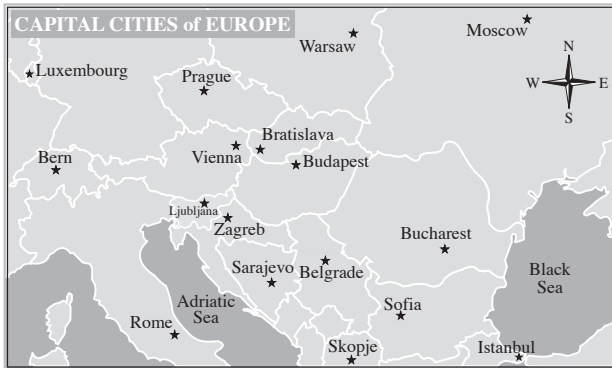 CAPITAL CITIES of EUROPE
Moscow
Warsaw
N
W
E
S
Luxembourg
Prague
Bratislava
Vienna
Budapest
Bern
Ljubljana
Zagreb
Bucharest
Sarajevo
Belgrade
Black
Sea
Adriatic
Sea
Sofia
Rome
Skopje
Istanbul